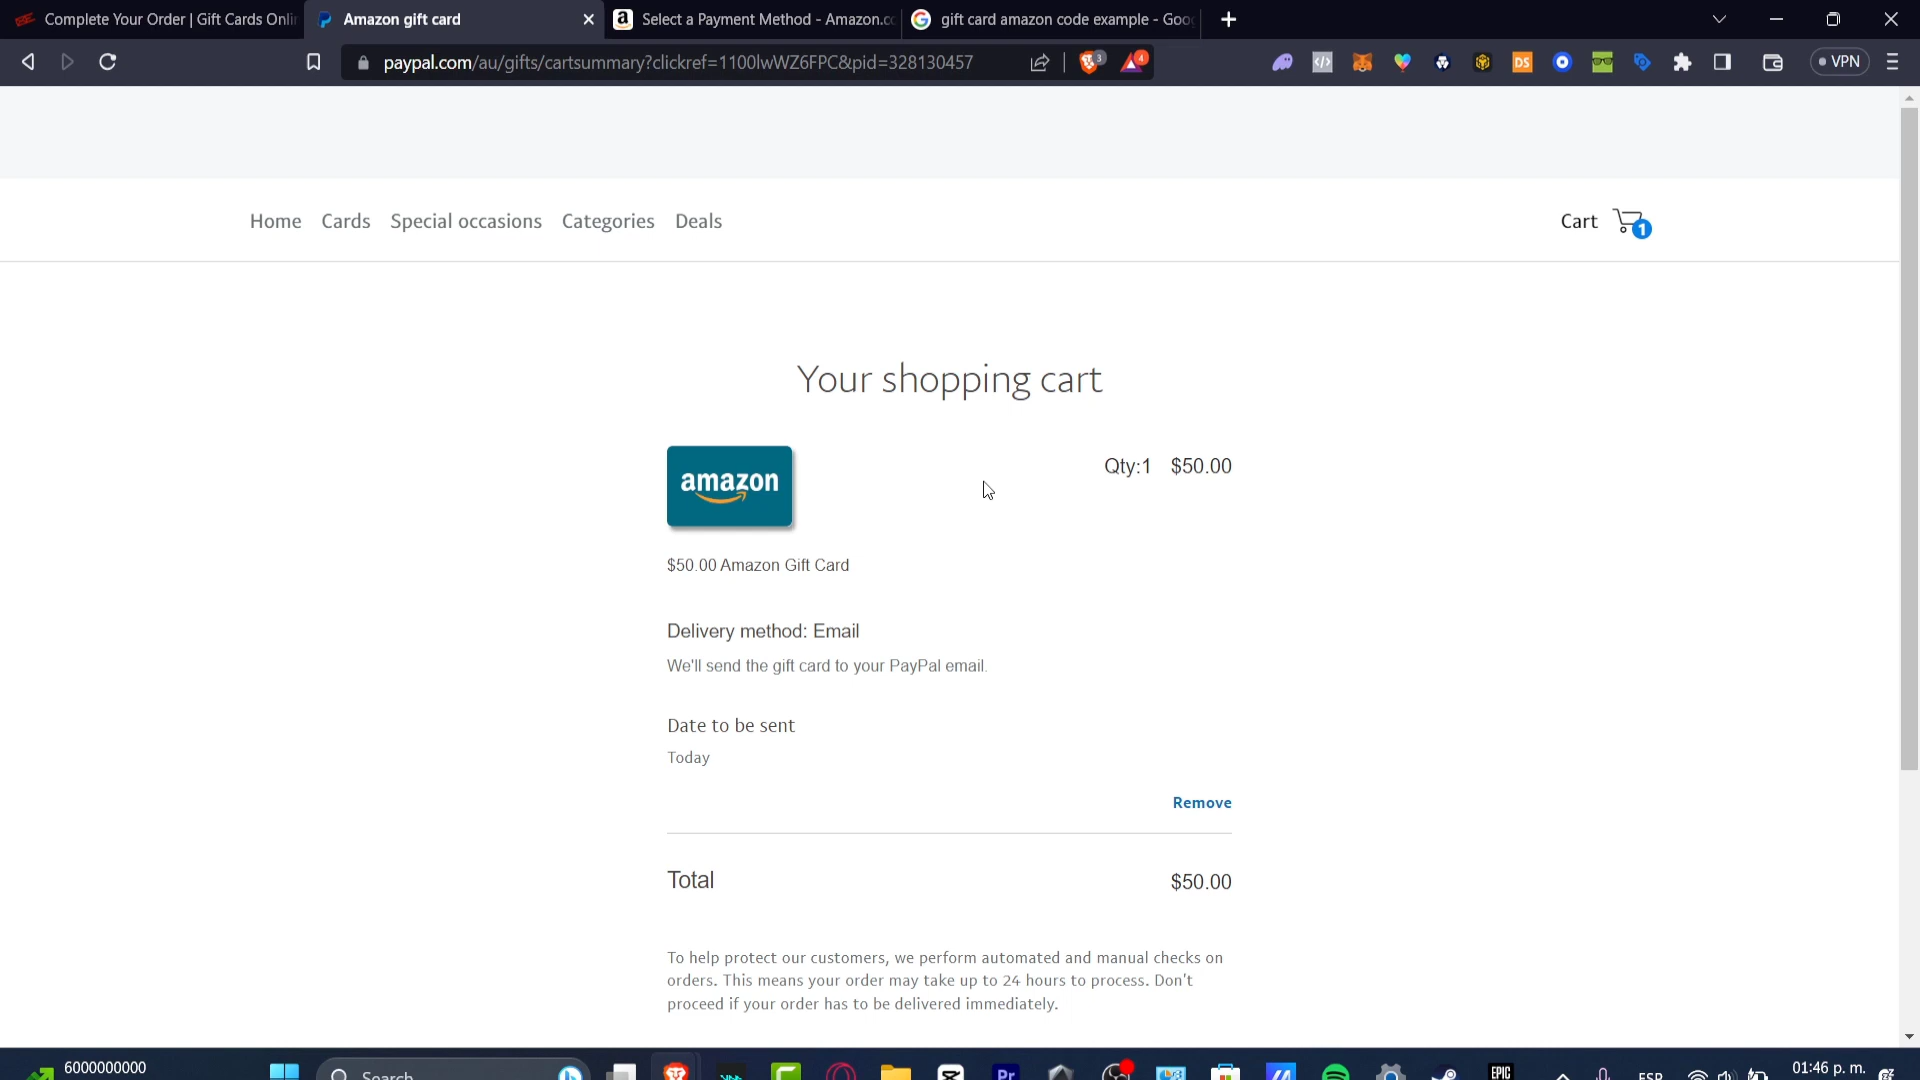 Complete Your Order | Gift Cards Onli
Amazon gift card
Select a Payment Method - Amazon.c
gift card amazon code example - Goo
paypal.com/au/gifts/cartsummary?clickref=1100lwWZ6FPC&pid=328130457
3
4
DS
VPN
Home
Cards
Special occasions
Categories
Deals
Cart
1
Your shopping cart
amazon
Qty:1 $50.00
$50.00 Amazon Gift Card
Delivery method: Email
We'll send the gift card to your PayPal email.
Date to be sent
Today
Remove
Total
$50.00
To help protect our customers, we perform automated and manual checks on
orders. This means your order may take up to 24 hours to process. Don't
proceed if your order has to be delivered immediately.
6000000000
Search
Pr
EPIC
ESP
01:46 p. m.